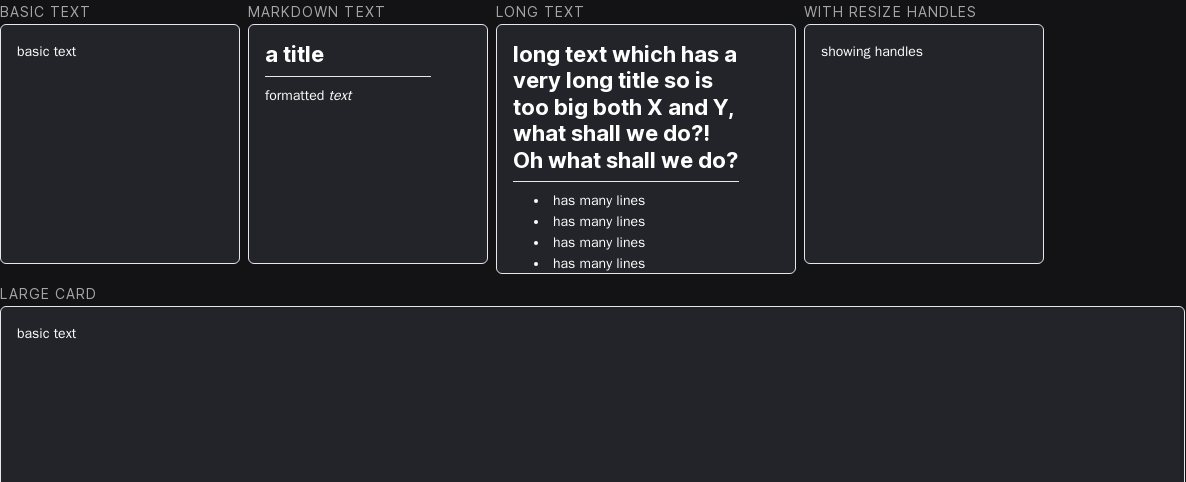 BASIC TEXT
basic text
MARKDOWN TEXT
a title
formatted text
LONG TEXT
long text which has a
very long title so is
too big both X and Y,
what shall we do?!
Oh what shall we do?
• has many lines
• has many lines
• has many lines
• has many lines
WITH RESIZE HANDLES
showing handles
LARGE CARD
basic text